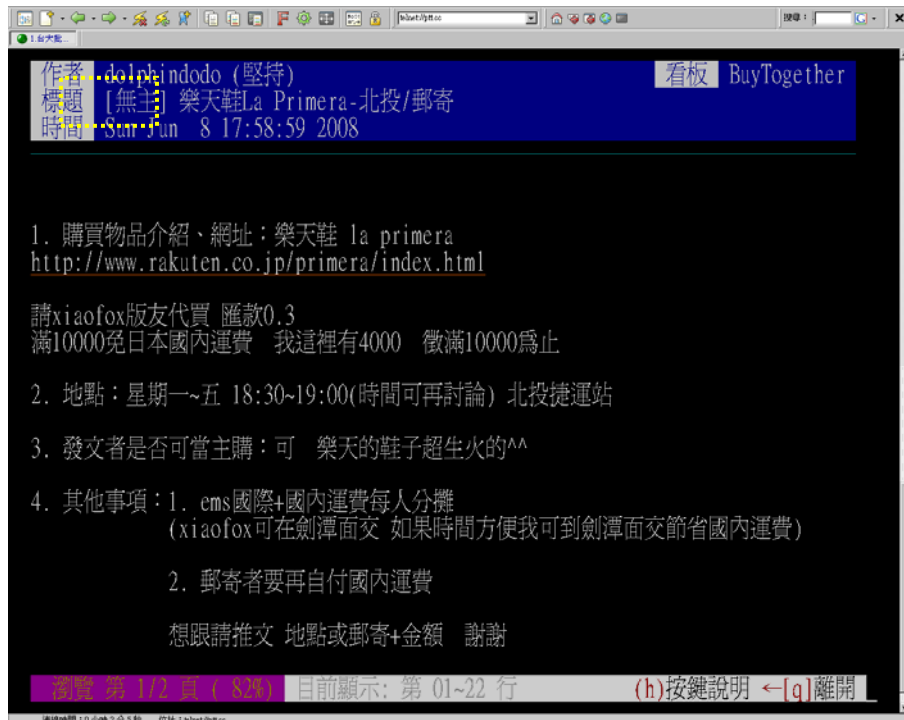 telnet://ptt.cc
搜尋：
1.台大批...
作者 dolphindodo (堅持) 看板 BuyTogether
標題 [無主] 樂天鞋La Primera-北投/郵寄
時間 Sun Jun 8 17:58:59 2008
1. 購買物品介紹、網址：樂天鞋 la primera
http://www.rakuten.co.jp/primera/index.html
請xiaofox版友代買 匯款0.3
滿10000免日本國內運費 我這裡有4000 徵滿10000為止
2. 地點：星期一~五 18:30~19:00(時間可再討論) 北投捷運站
3. 發文者是否可當主購：可 樂天的鞋子超生火的^^
4. 其他事項：1. ems國際+國內運費每人分攤
(xiaofox可在劍潭面交 如果時間方便我可到劍潭面交節省國內運費)
2. 郵寄者要再自付國內運費
想跟請推文 地點或郵寄+金額 謝謝
瀏覽 第 1/2 頁 ( 82%) 目前顯示: 第 01~22 行 (h)按鍵說明 ←[q]離開